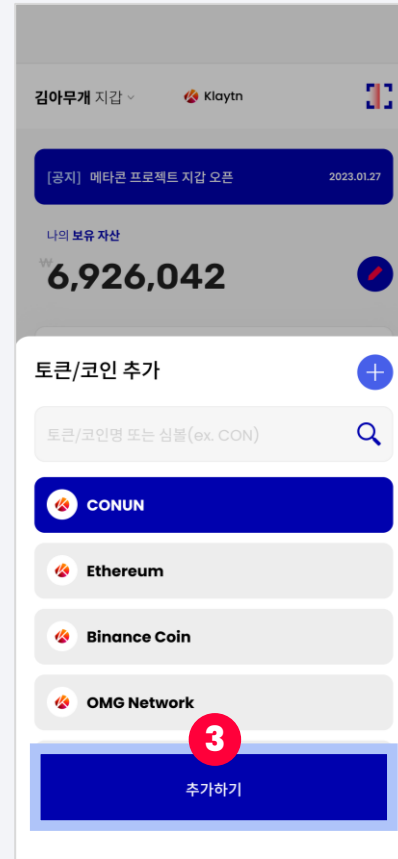 김아무개 지갑 Klaytn
[공지] 메타콘 프로젝트 지갑 오픈 2023.01.27
나의 보유 자산
₩6,926,042
토큰/코인 추가
토큰/코인명 또는 심볼(ex. CON)
CONUN
Ethereum
Binance Coin
OMG Network
3
추가하기